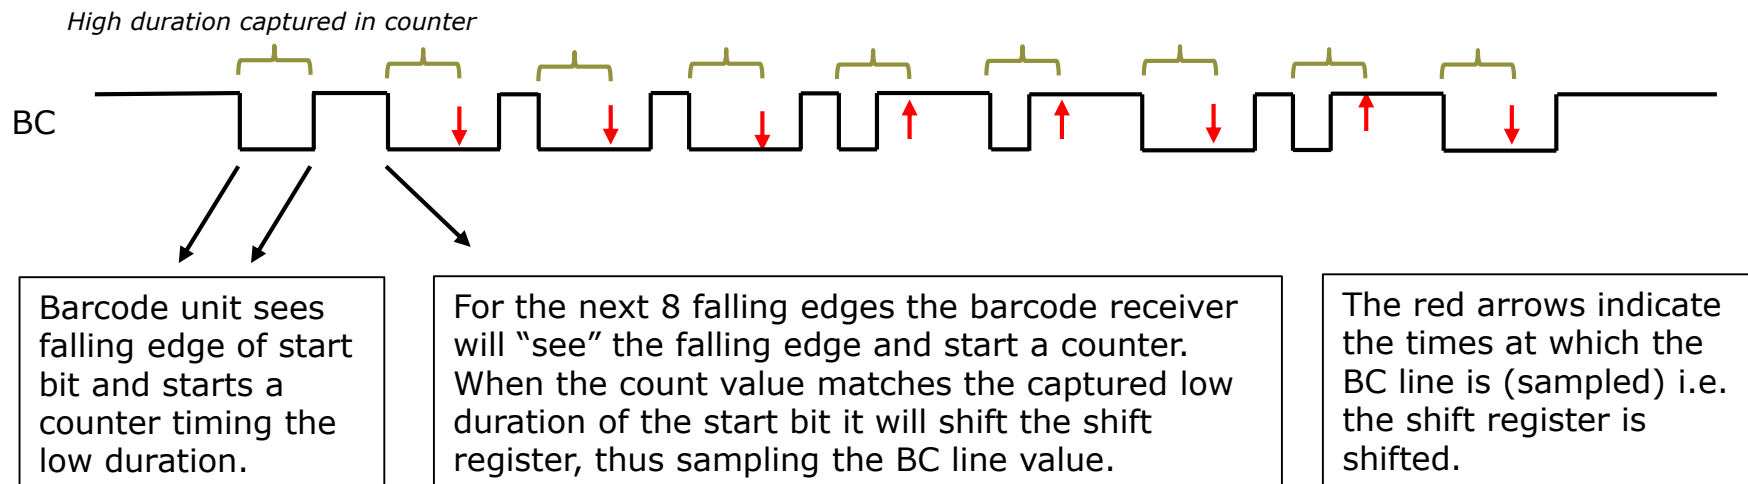 High duration captured in counter
BC
Barcode unit sees
falling edge of start
bit and starts a
counter timing the
low duration.
For the next 8 falling edges the barcode receiver
will “see” the falling edge and start a counter.
When the count value matches the captured low
duration of the start bit it will shift the shift
register, thus sampling the BC line value.
The red arrows indicate
the times at which the
BC line is (sampled) i.e.
the shift register is
shifted.